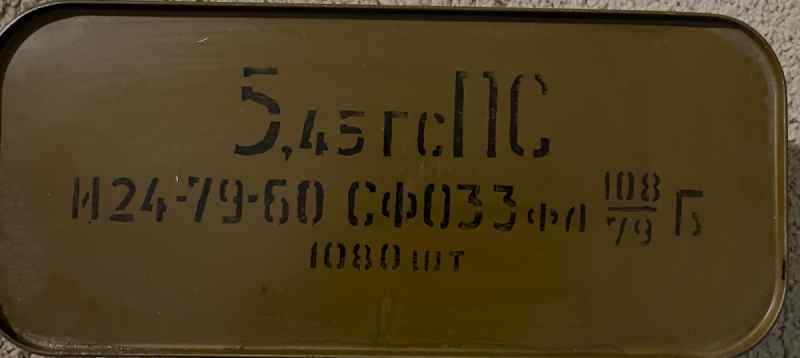 5,45 гс ПС
И24-79-60 СФ033 фл 108/79 Г
1080 шт